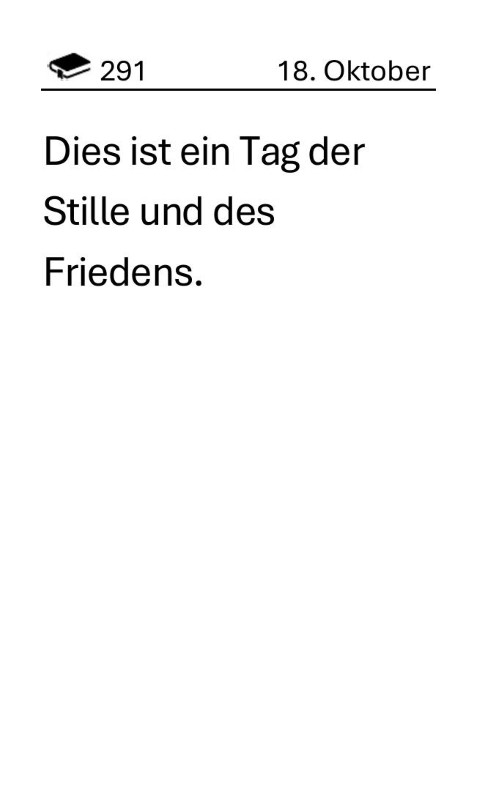 291 18. Oktober
Dies ist ein Tag der
Stille und des
Friedens.